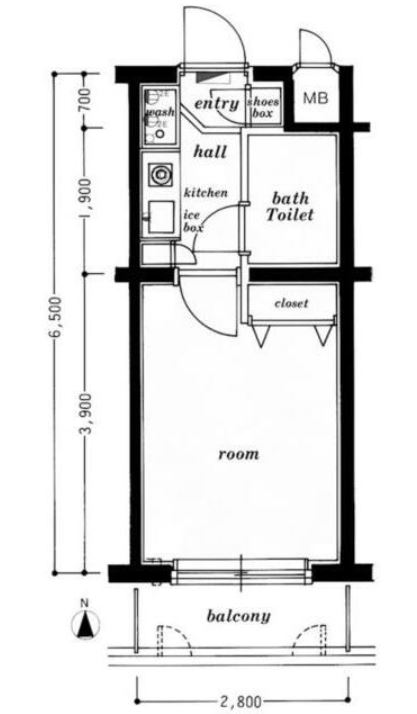 MB
entry
shoes
box
wash
hall
kitchen
ice
box
bath
Toilet
closet
room
balcony
700
1,900
6,500
3,900
N
2,800